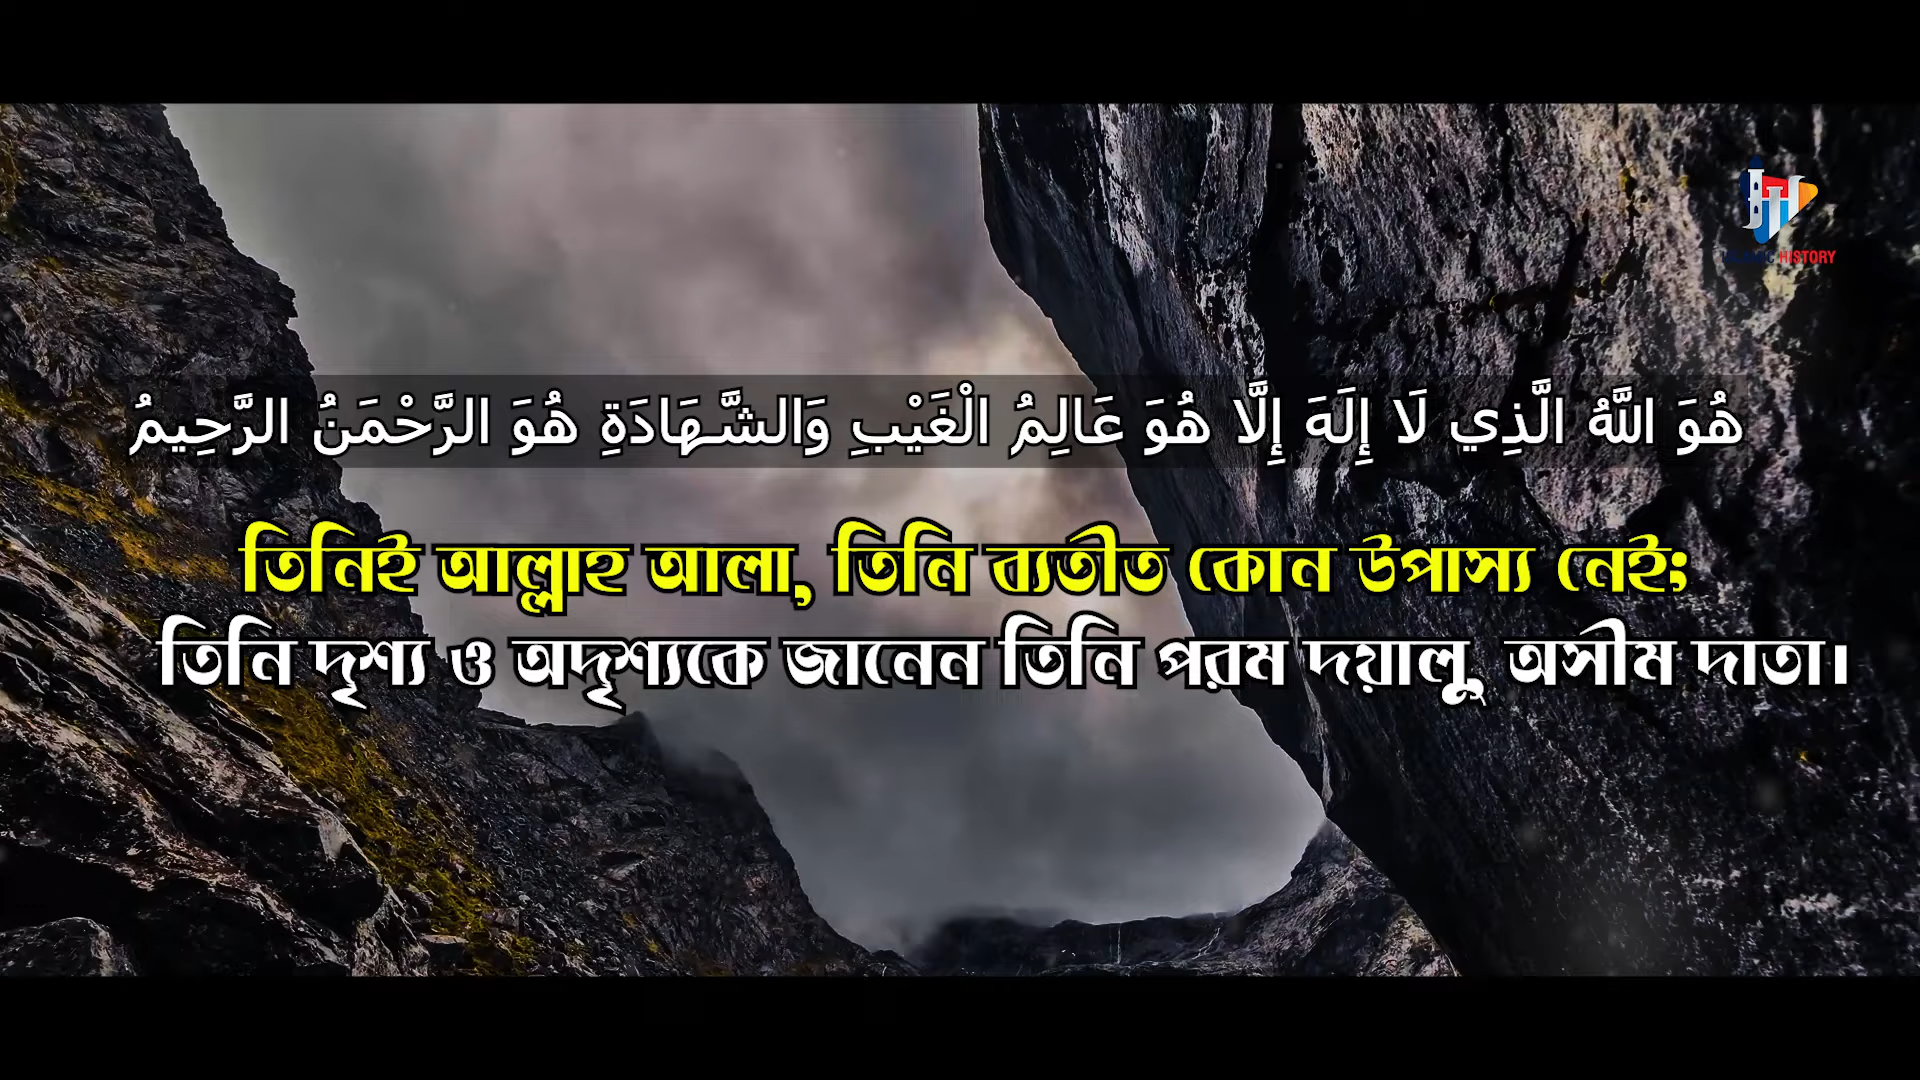 هُوَ اللَّهُ الَّذِي لَا إِلَهَ إِلَّا هُوَ عَالِمُ الْغَيْبِ وَالشَّهَادَةِ هُوَ الرَّحْمَنُ الرَّحِيمُ
তিনিই আল্লাহ আলা, তিনি ব্যতীত কোন উপাস্য নেই;
তিনি দৃশ্য ও অদৃশ্যকে জানেন তিনি পরম দয়ালু, অসীম দাতা।
HISTORY